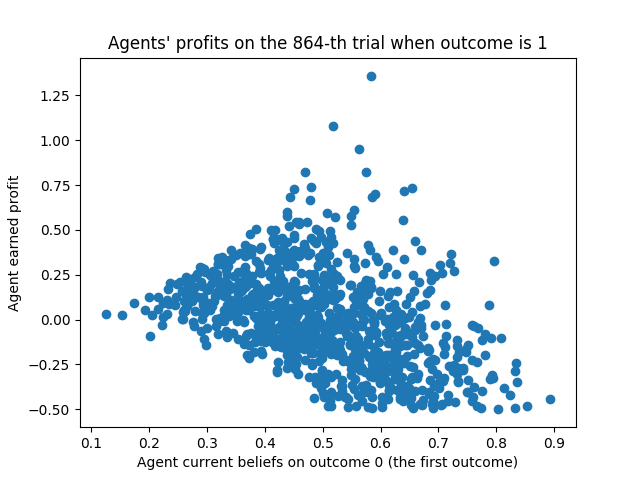 Agents' profits on the 864-th trial when outcome is 1
Agent earned profit
1.25
1.00
0.75
0.50
0.25
0.00
−0.25
−0.50
0.1 0.2 0.3 0.4 0.5 0.6 0.7 0.8 0.9
Agent current beliefs on outcome 0 (the first outcome)